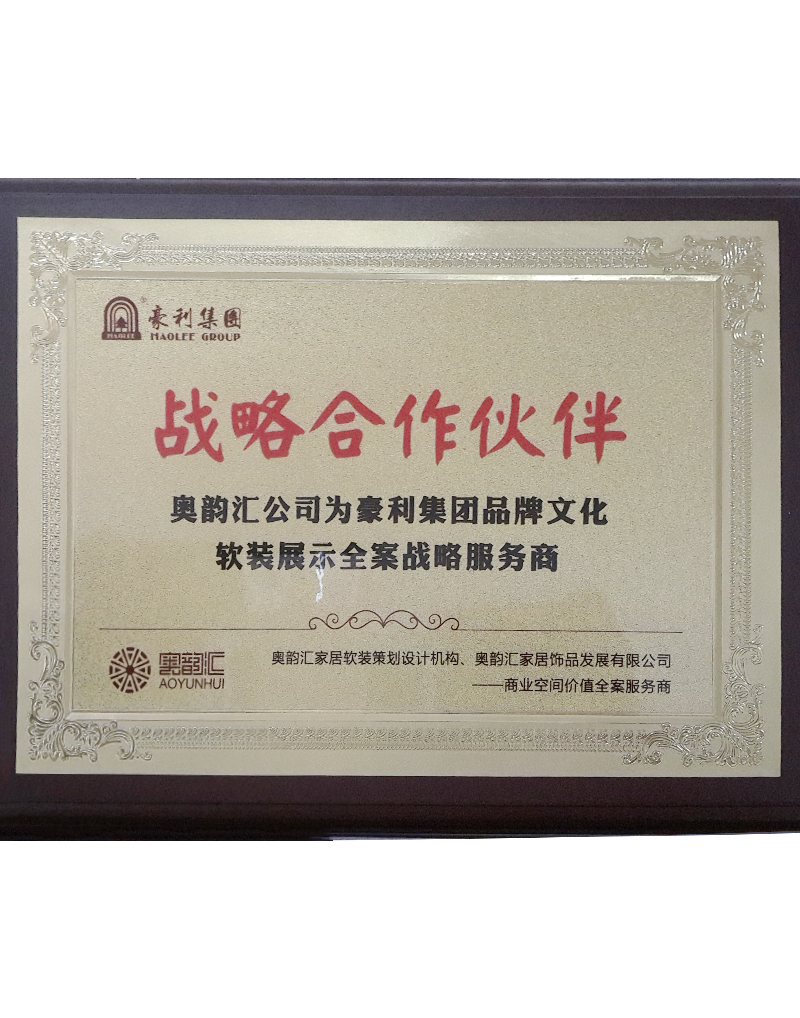 豪利集团
HAOLEE
HAOLEE GROUP
战略合作伙伴
奥韵汇公司为豪利集团品牌文化
软装展示全案战略服务商
奥韵汇
AOYUNHUI
奥韵汇家居软装策划设计机构、奥韵汇家居饰品发展有限公司
——商业空间价值全案服务商